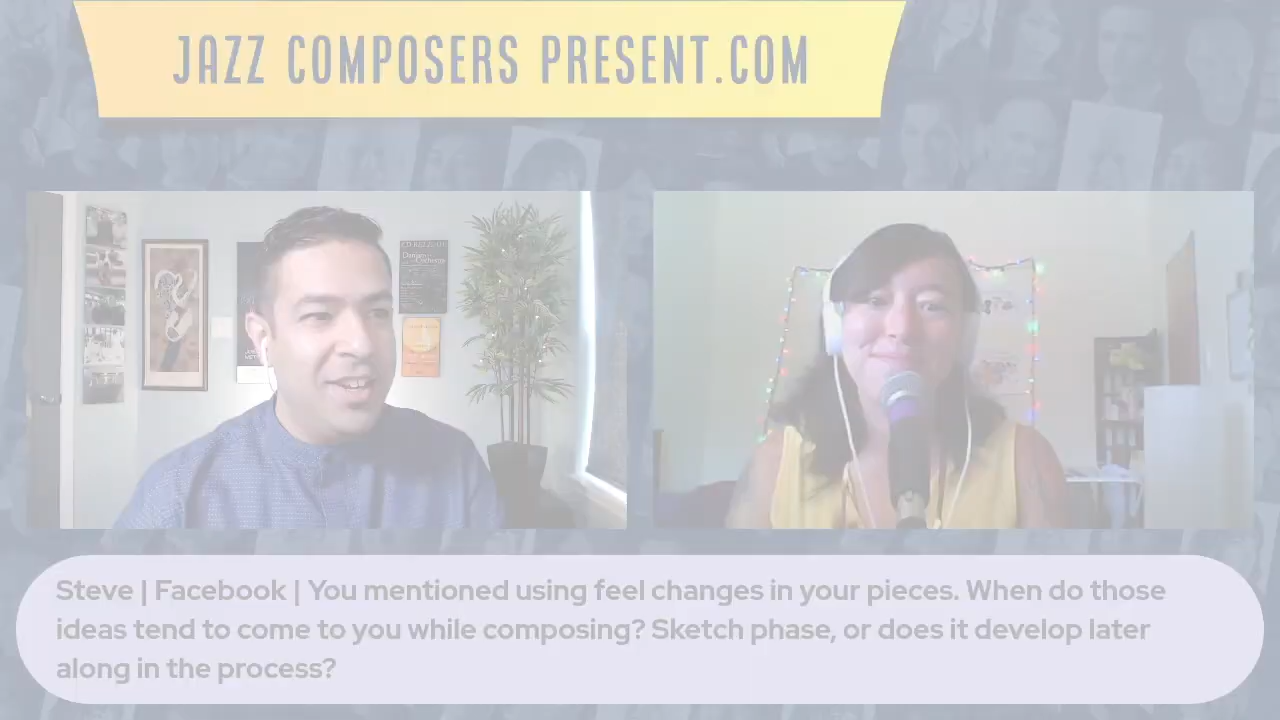 JAZZ COMPOSERS PRESENT.COM
Steve | Facebook | You mentioned using feel changes in your pieces. When do those
ideas tend to come to you while composing? Sketch phase, or does it develop later
along in the process?